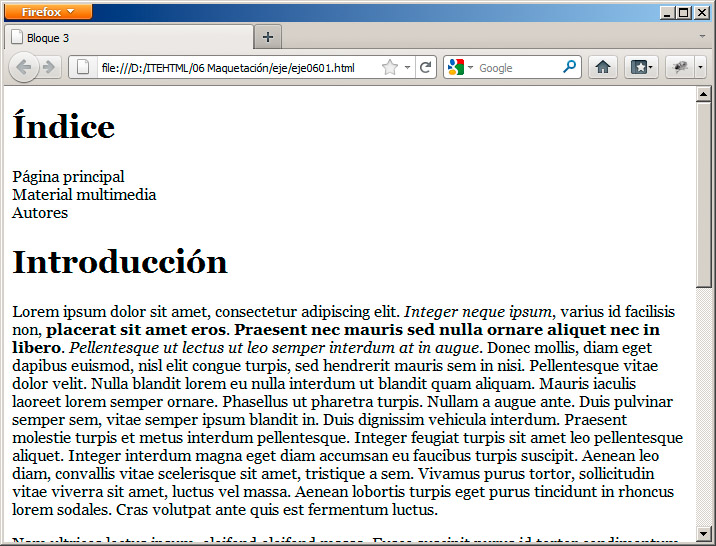 Firefox
Bloque 3
file:///D:/ITEHTML/06 Maquetación/eje/eje0601.html
Google
Índice
Página principal
Material multimedia
Autores
Introducción
Lorem ipsum dolor sit amet, consectetur adipiscing elit. Integer neque ipsum, varius id facilisis
non, placerat sit amet eros. Praesent nec mauris sed nulla ornare aliquet nec in
libero. Pellentesque ut lectus ut leo semper interdum at in augue. Donec mollis, diam eget
dapibus euismod, nisl elit congue turpis, sed hendrerit mauris sem in nisi. Pellentesque vitae
dolor velit. Nulla blandit lorem eu nulla interdum ut blandit quam aliquam. Mauris iaculis
laoreet lorem semper ornare. Phasellus ut pharetra turpis. Nullam a augue ante. Duis pulvinar
semper sem, vitae semper ipsum blandit in. Duis dignissim vehicula interdum. Praesent
molestie turpis et metus interdum pellentesque. Integer feugiat turpis sit amet leo pellentesque
aliquet. Integer interdum magna eget diam accumsan eu faucibus turpis suscipit. Aenean leo
diam, convallis vitae scelerisque sit amet, tristique a sem. Vivamus purus tortor, sollicitudin
vitae viverra sit amet, luctus vel massa. Aenean lobortis turpis eget purus tincidunt in rhoncus
lorem sodales. Cras volutpat ante quis est fermentum luctus.